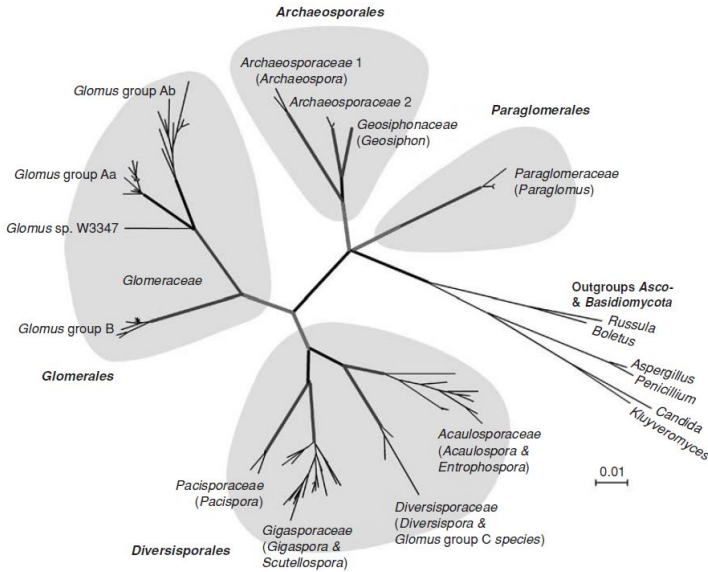 Archaeosporales
Archaeosporaceae 1
(Archaeospora)
Glomus group Ab
Archaeosporaceae 2
Geosiphonaceae
(Geosiphon)
Paraglomerales
Glomus group Aa
Paraglomeraceae
(Paraglomus)
Glomus sp. W3347
Glomeraceae
Outgroups Asco-
& Basidiomycota
Russula
Boletus
Glomus group B
Glomerales
Aspergillus
Penicillium
Candida
Kluyveromyces
Acaulosporaceae
(Acaulospora &
Entrophospora)
0.01
Pacisporaceae
(Pacispora)
Diversisporaceae
(Diversispora &
Glomus group C species)
Gigasporaceae
(Gigaspora &
Scutellospora)
Diversisporales